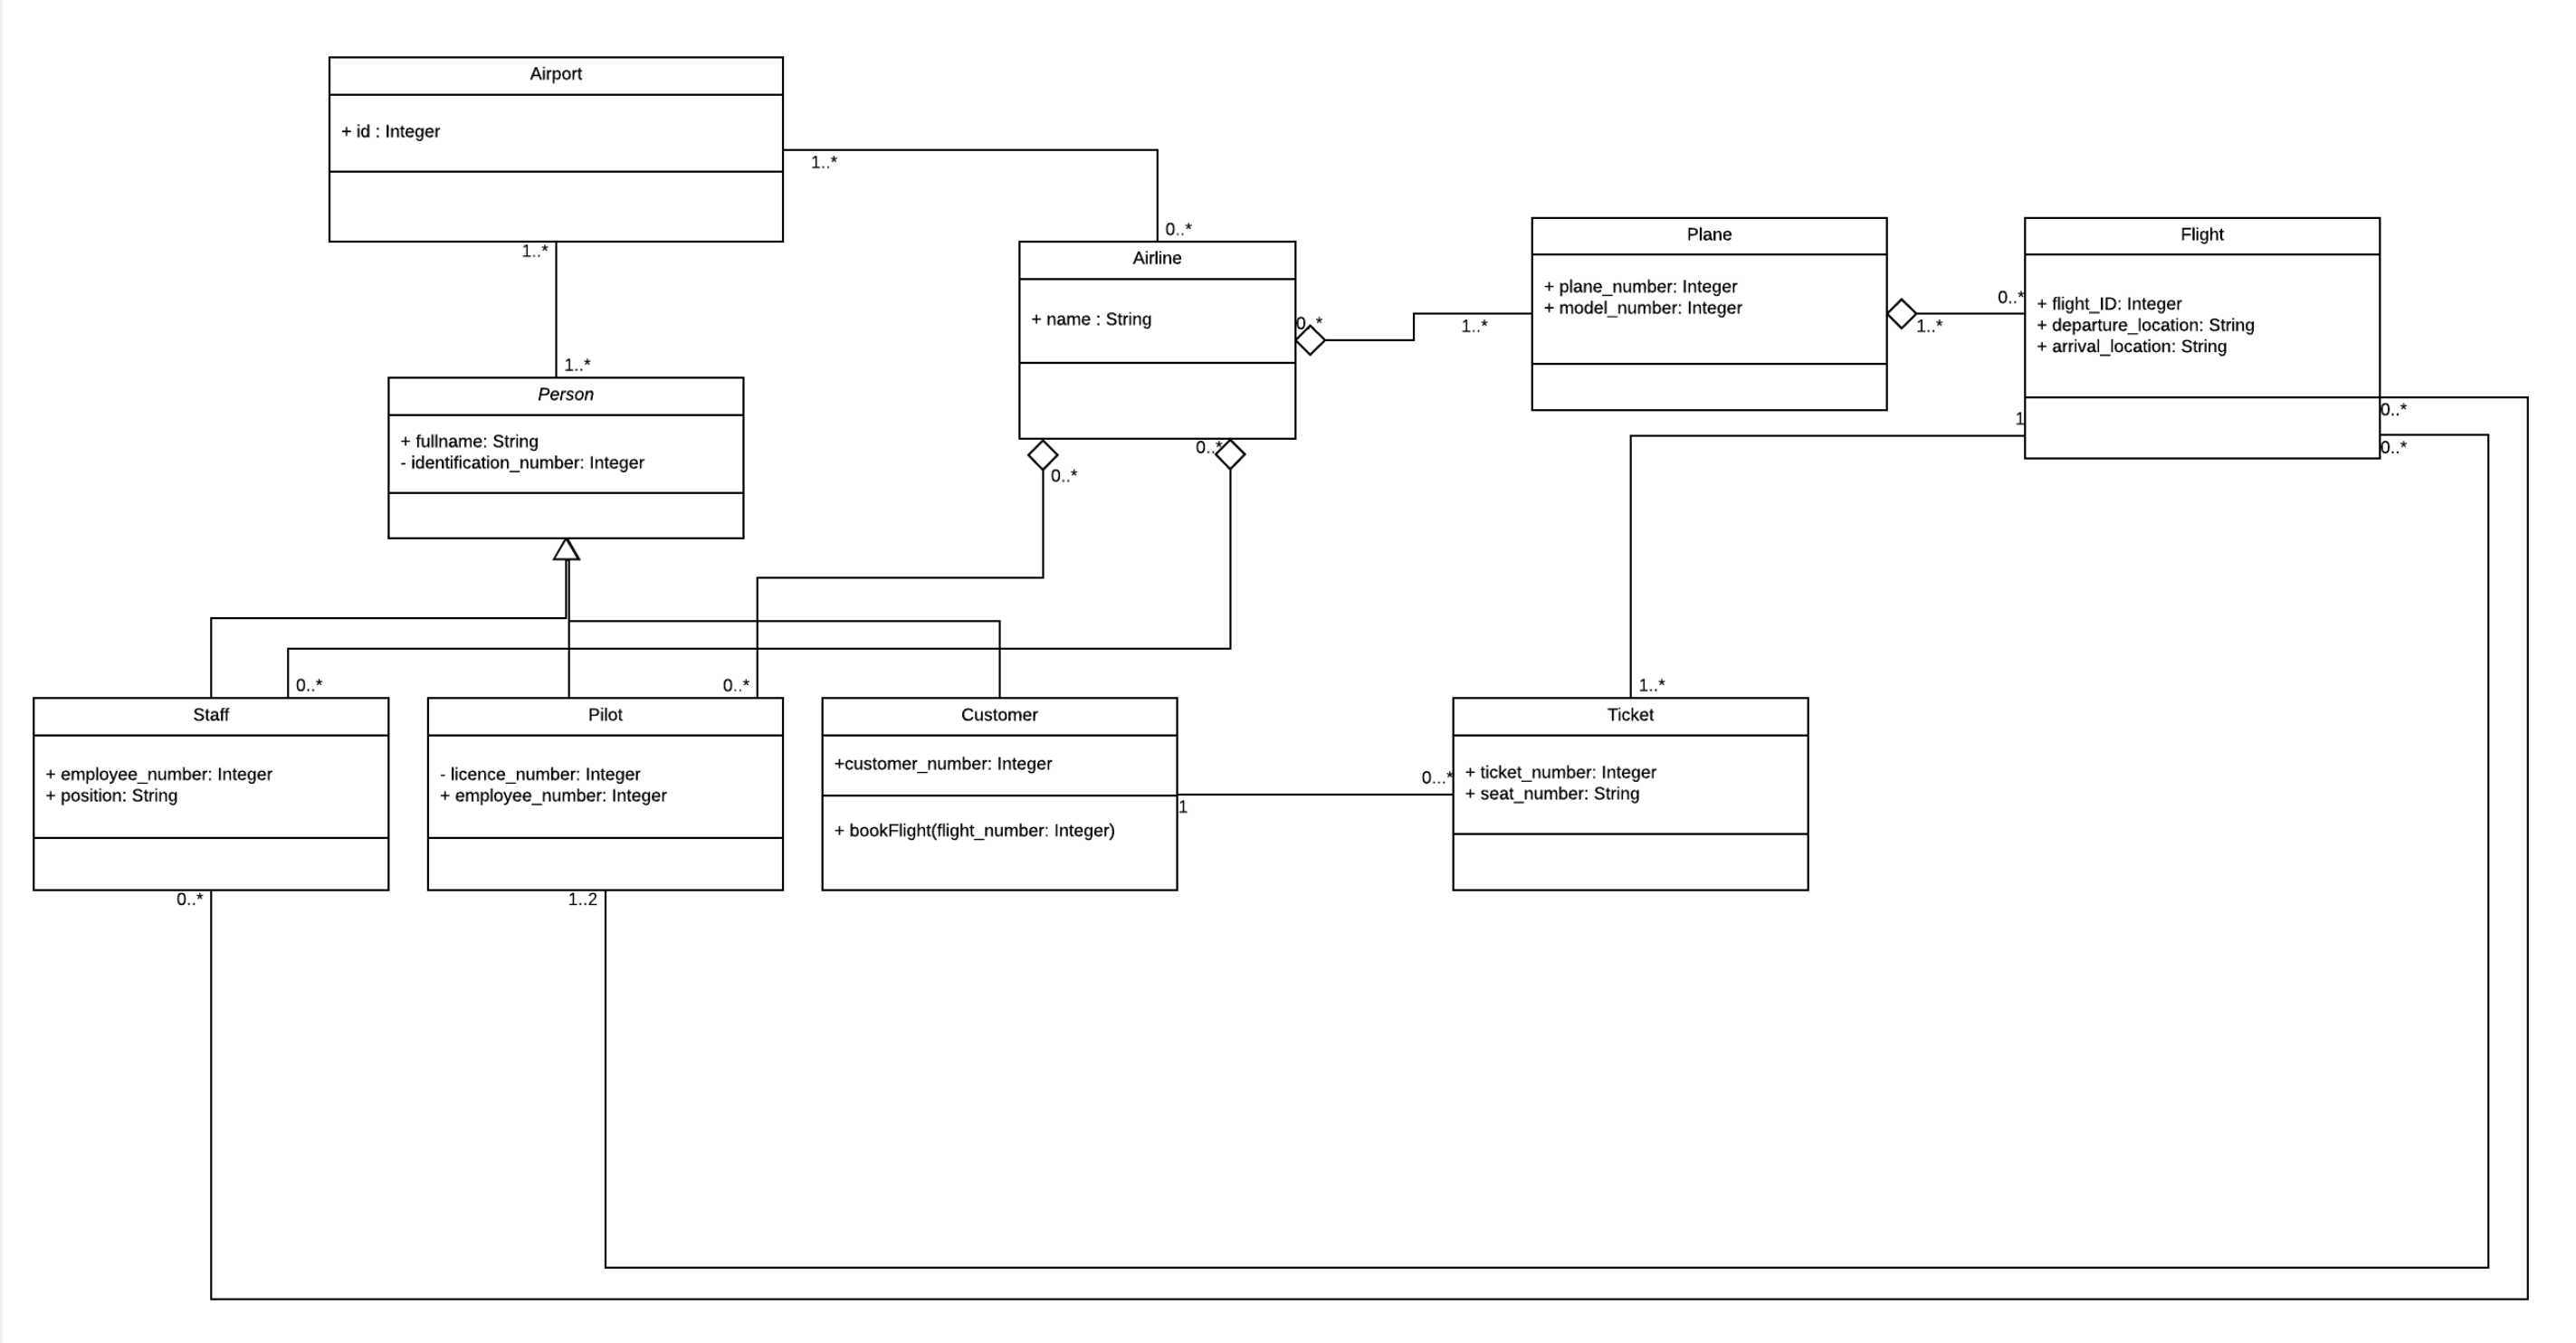 Airport
+ id : Integer
1..*
0..*
1..*
1..*
Person
+ fullname: String
- identification_number: Integer
Airline
+ name : String
0..*
1..*
0..*
0..*
Plane
+ plane_number: Integer
+ model_number: Integer
1..*
0..*
Flight
+ flight_ID: Integer
+ departure_location: String
+ arrival_location: String
1
0..*
0..*
0..*
Staff
+ employee_number: Integer
+ position: String
0..*
0..*
Pilot
- licence_number: Integer
+ employee_number: Integer
1..2
Customer
+customer_number: Integer
+ bookFlight(flight_number: Integer)
1
0...*
1..*
Ticket
+ ticket_number: Integer
+ seat_number: String